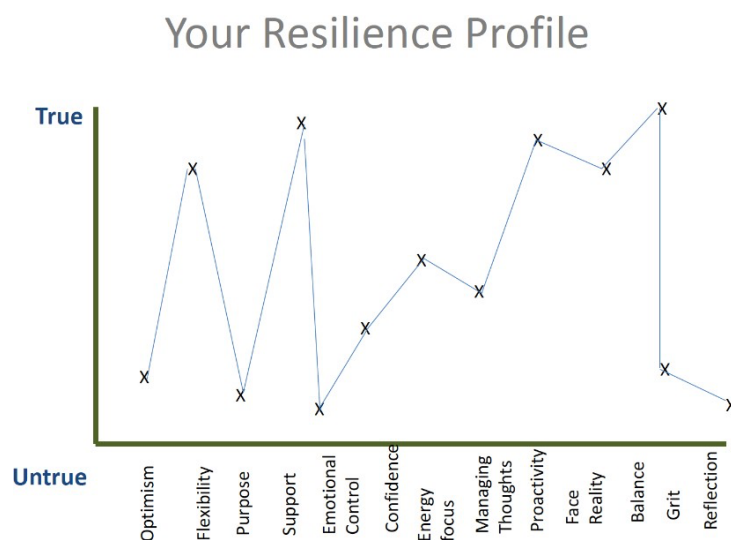 Your Resilience Profile
True
X
X
X
X
X
X
X
X
X
X
X
X
X
Untrue
Optimism
Flexibility
Purpose
Support
Emotional
Control
Confidence
Energy
focus
Managing
Thoughts
Proactivity
Face
Reality
Balance
Grit
Reflection